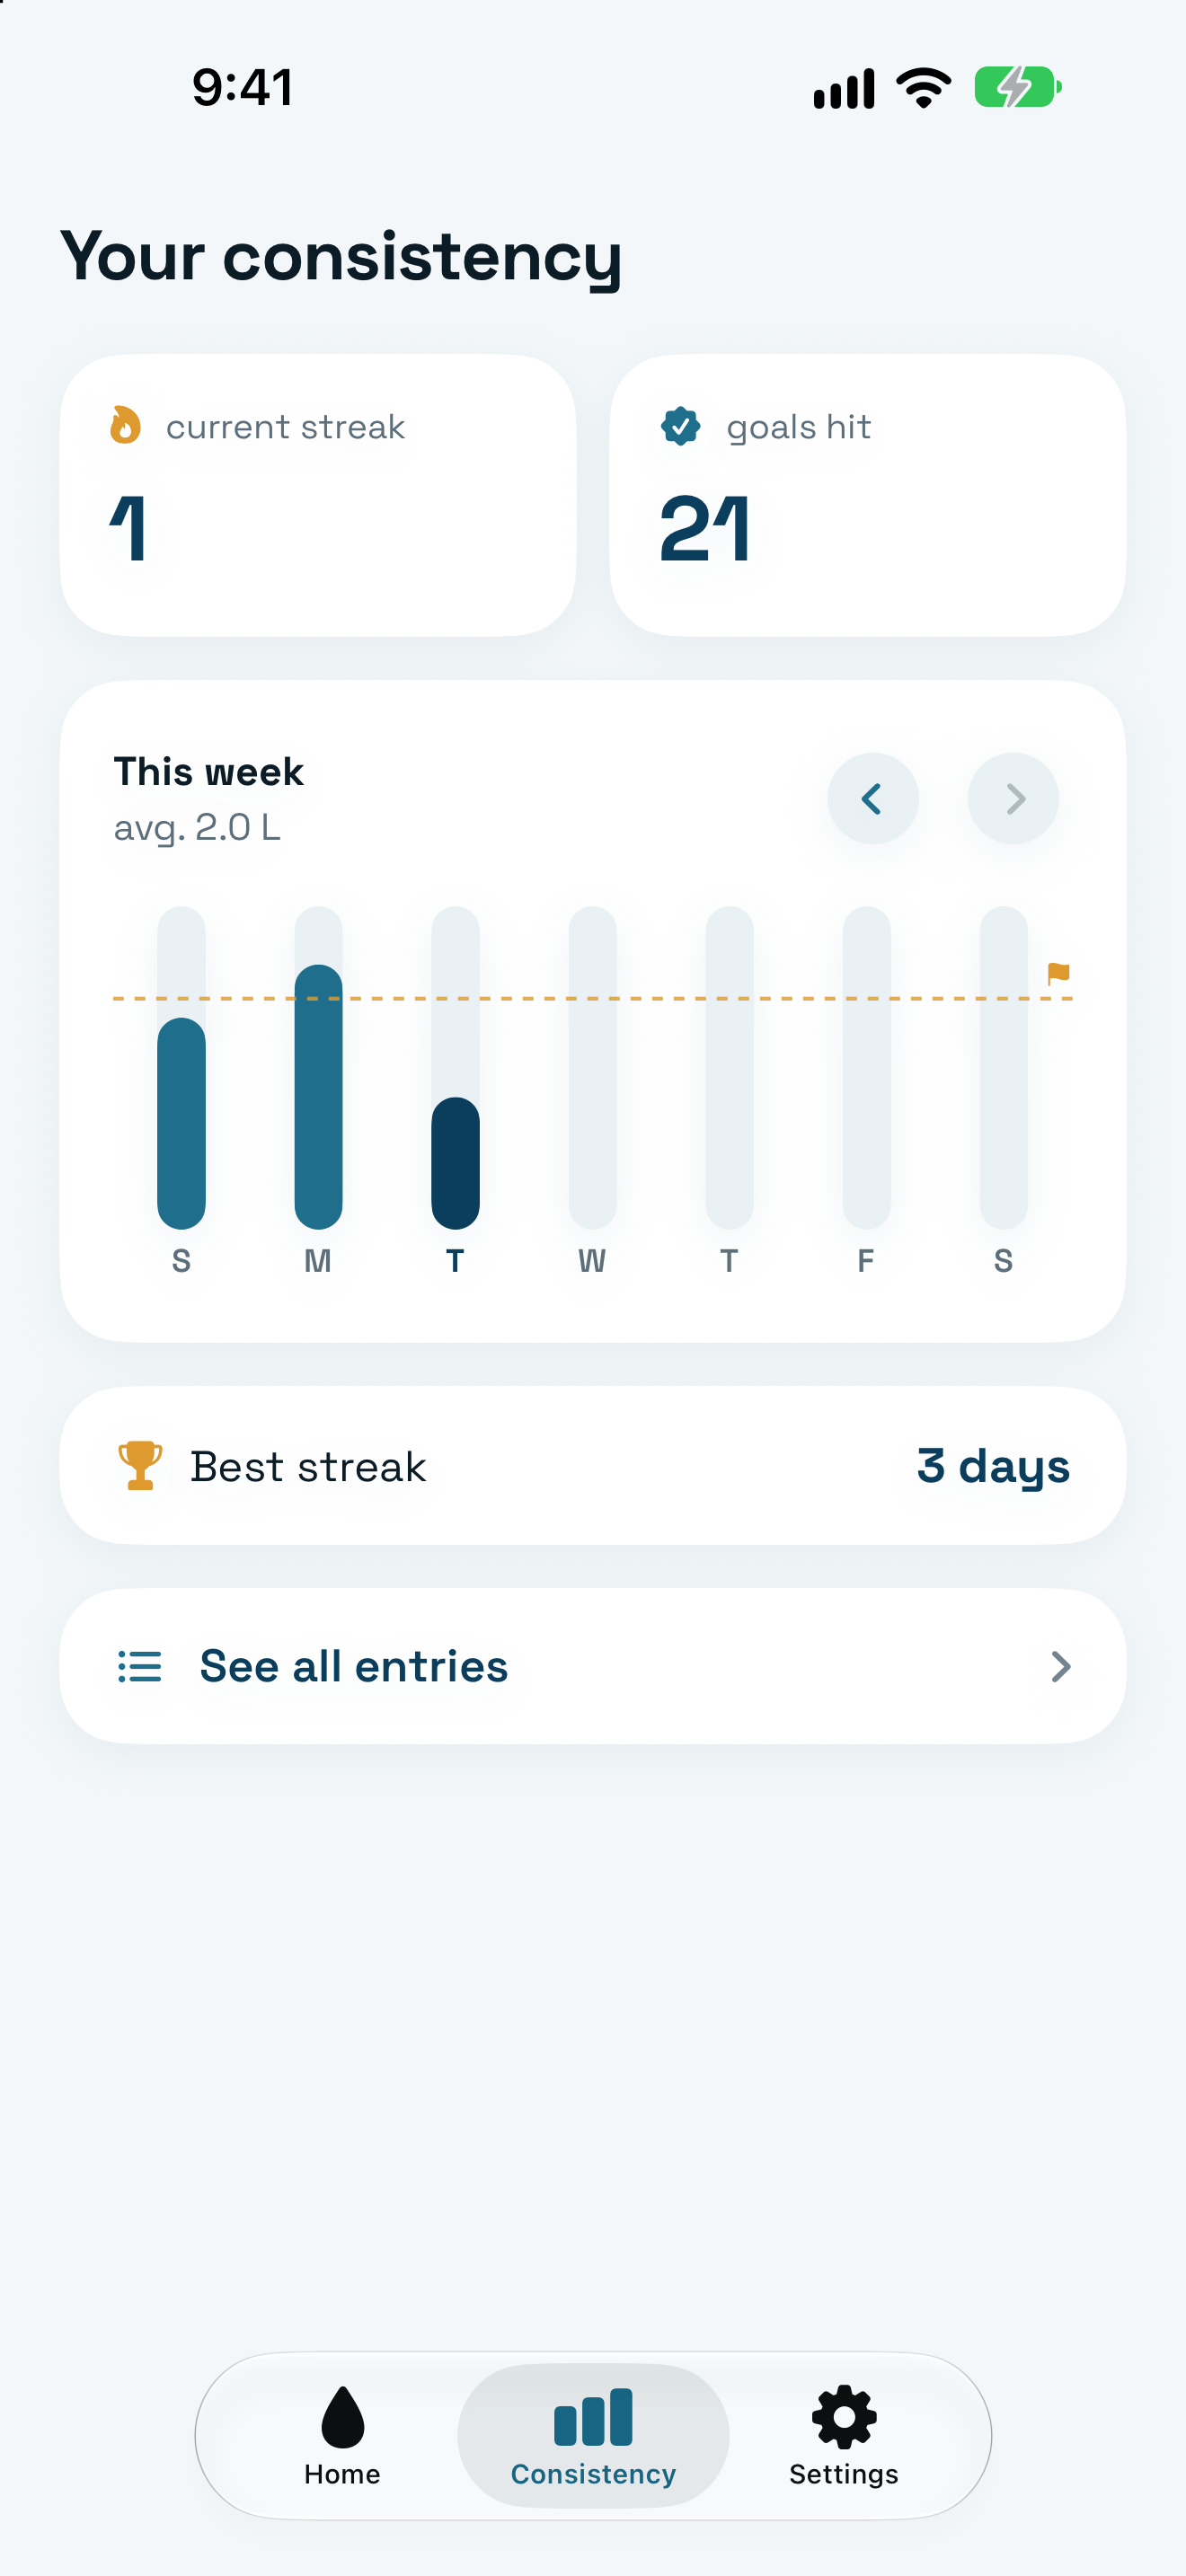 9:41
Your consistency
current streak
1
goals hit
21
This week
avg. 2.0 L
S M T W T F S
Best streak
3 days
See all entries
Home
Consistency
Settings